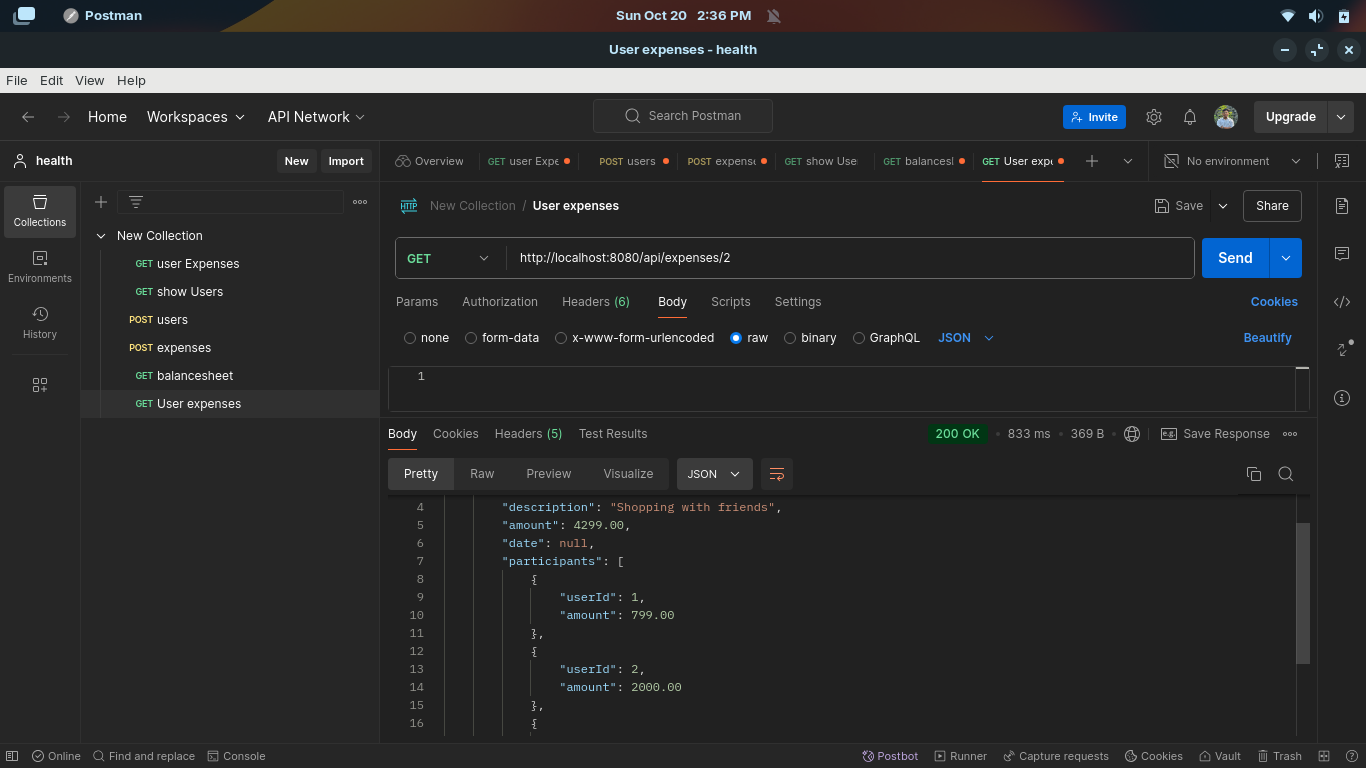 Postman
Sun Oct 20 2:36 PM
User expenses - health
File Edit View Help
Home Workspaces API Network Search Postman Invite Upgrade
health New Import
Overview GET user Expe POST users POST expense GET show Use GET balancesl GET User expe No environment
Collections
Environments
History
New Collection
GET user Expenses
GET show Users
POST users
POST expenses
GET balancesheet
GET User expenses
HTTP New Collection / User expenses Save Share
GET http://localhost:8080/api/expenses/2 Send
Params Authorization Headers (6) Body Scripts Settings Cookies
none form-data x-www-form-urlencoded raw binary GraphQL JSON Beautify
1
Body Cookies Headers (5) Test Results 200 OK • 833 ms • 369 B e.g. Save Response
Pretty Raw Preview Visualize JSON
4 "description": "Shopping with friends",
5 "amount": 4299.00,
6 "date": null,
7 "participants": [
8 {
9 "userId": 1,
10 "amount": 799.00
11 },
12 {
13 "userId": 2,
14 "amount": 2000.00
15 },
16 {
Online Find and replace Console Postbot Runner Capture requests Cookies Vault Trash